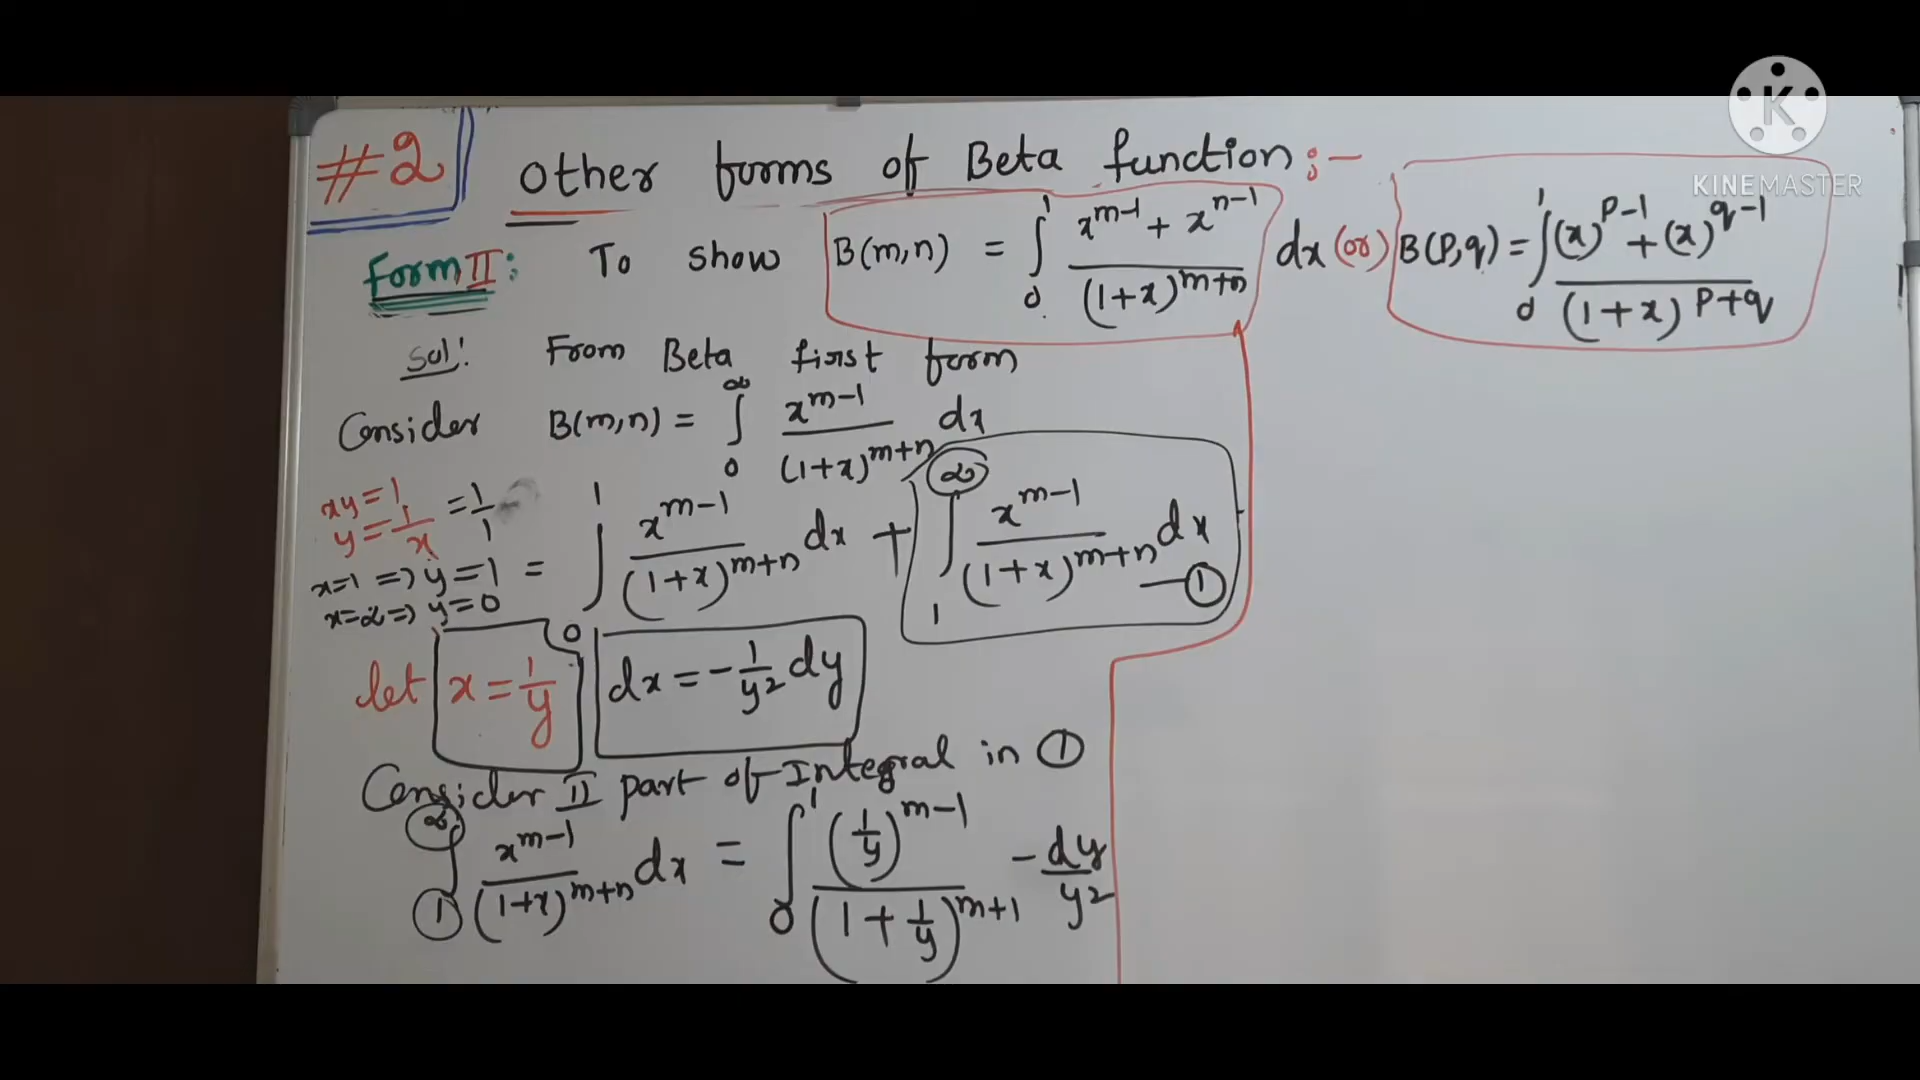 #2 Other forms of Beta function :-
KINEMASTER
Form II: To show B(m,n) = ∫₀¹ (x^(m-1) + x^(n-1))/(1+x)^(m+n) dx (or) B(p,q) = ∫₀¹ ((x)^(p-1) + (x)^(q-1))/(1+x)^(p+q)
Sol: From Beta first form
Consider B(m,n) = ∫₀^∞ x^(m-1)/(1+x)^(m+n) dx
xy=1
y = 1/x = 1/1
x=1 => y=1
x=∞ => y=0
= ∫₀¹ x^(m-1)/(1+x)^(m+n) dx + ∫₁^∞ x^(m-1)/(1+x)^(m+n) dx —①
let x = 1/y dx = -1/y² dy
Consider II part of Integral in ①
∫₁^∞ x^(m-1)/(1+x)^(m+n) dx = ∫₀¹ (1/y)^(m-1)/(1+1/y)^(m+1) -dy/y²